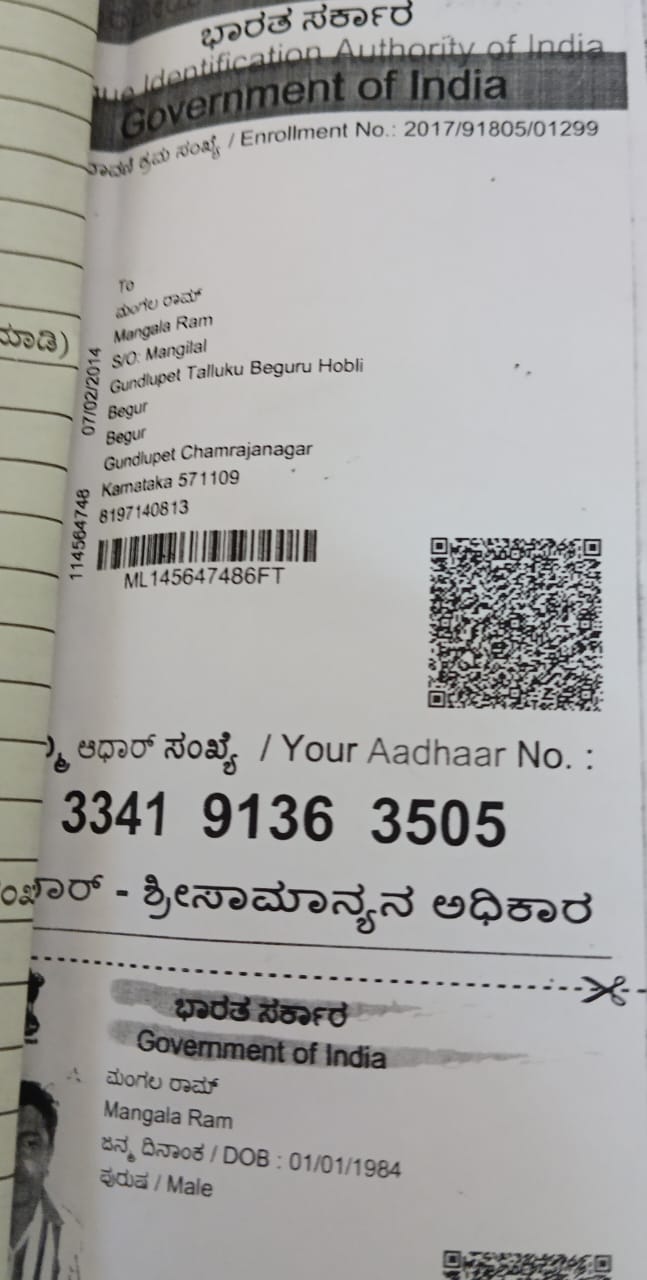 ಭಾರತ ಸರ್ಕಾರ
Identification Authority of India
Government of India
ಕ್ರಮ ಸಂಖ್ಯೆ / Enrollment No.: 2017/91805/01299
ಮಾಡಿ)
To
ಮಂಗಲ ರಾಮ್
Mangala Ram
S/O: Mangilal
Gundlupet Talluku Beguru Hobli
Begur
Begur
Gundlupet Chamrajanagar
Karnataka 571109
8197140813
07/02/2014
114564748
ML145647486FT
ಆಧಾರ್ ಸಂಖ್ಯೆ / Your Aadhaar No. :
3341 9136 3505
- ಶ್ರೀಸಾಮಾನ್ಯನ ಅಧಿಕಾರ
ಭಾರತ ಸರ್ಕಾರ
Government of India
ಮಂಗಲ ರಾಮ್
Mangala Ram
ಜನ್ಮ ದಿನಾಂಕ / DOB : 01/01/1984
ಪುರುಷ / Male